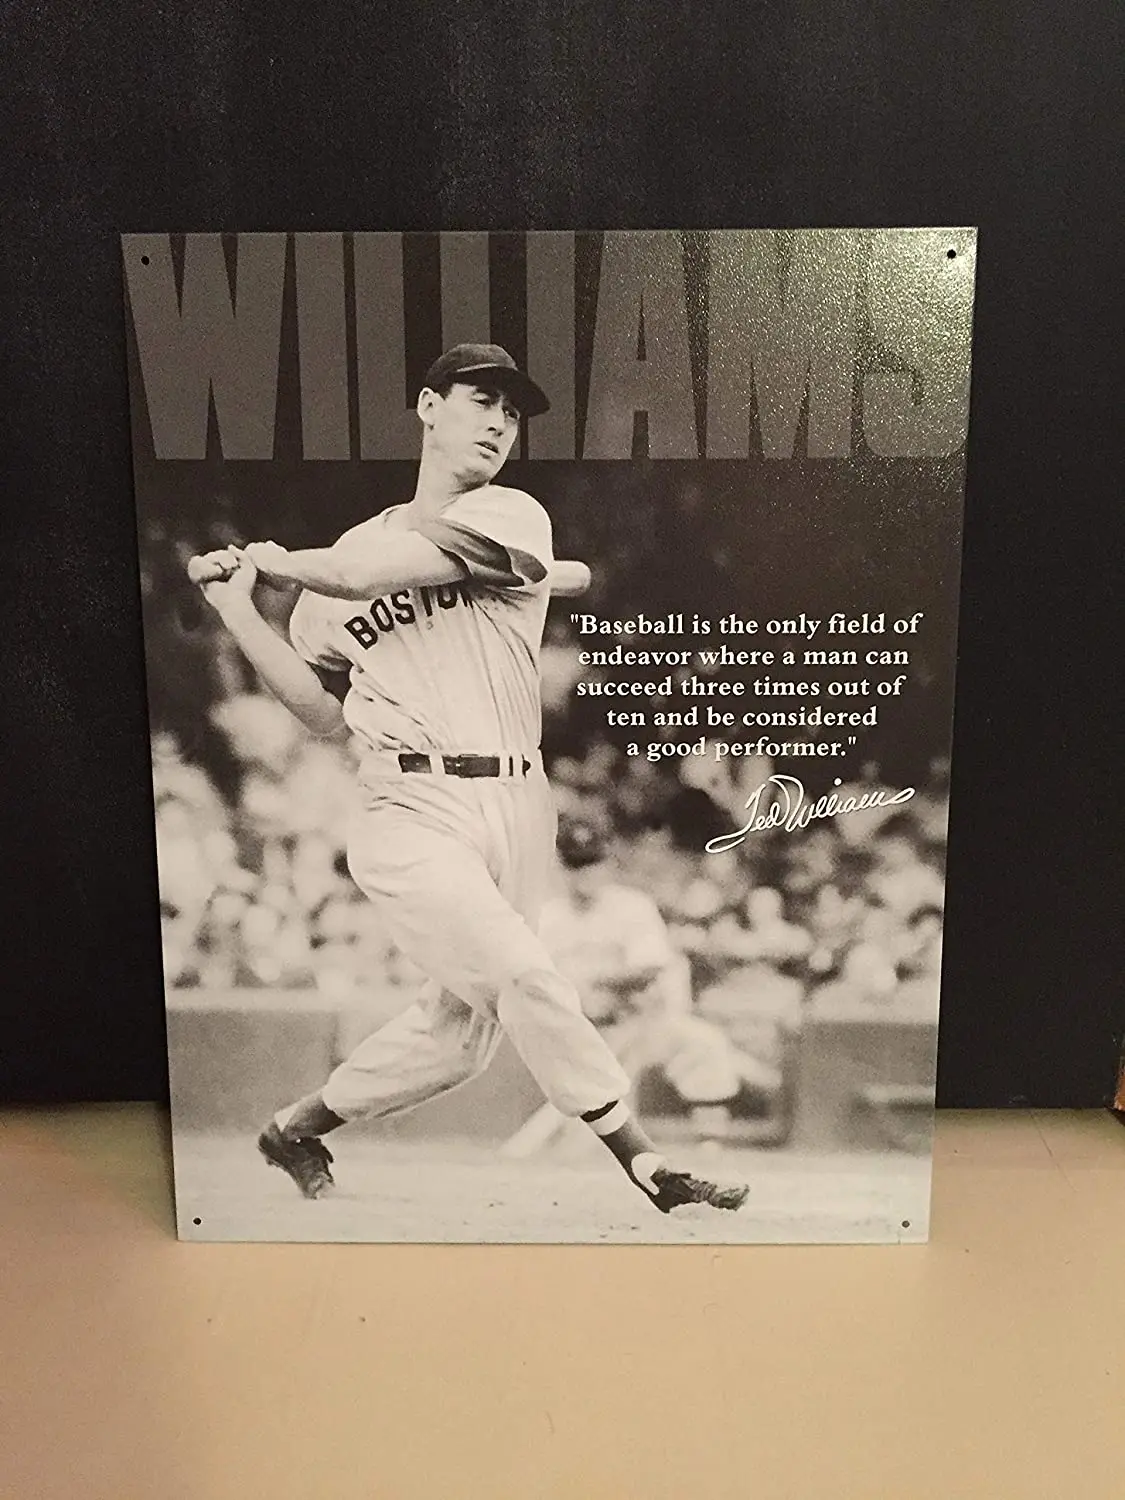 WILLIAMS
BOSTON
"Baseball is the only field of
endeavor where a man can
succeed three times out of
ten and be considered
a good performer."
Ted Williams